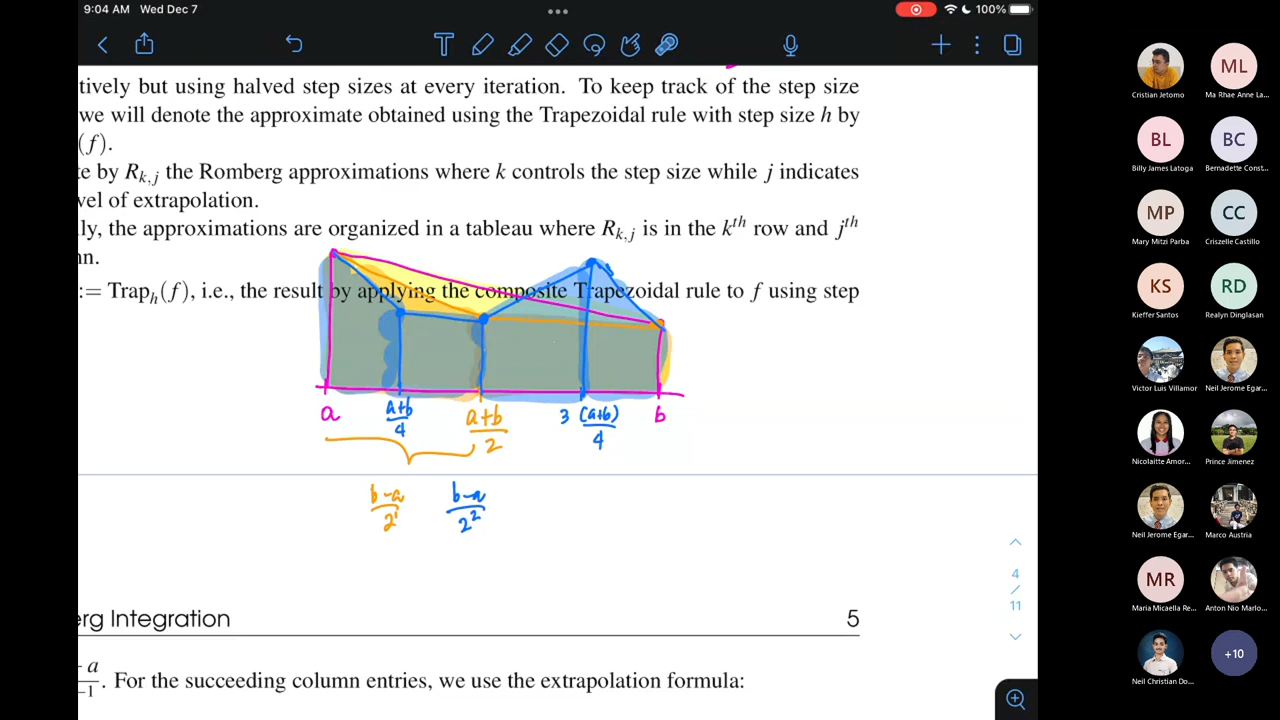 9:04 AM Wed Dec 7
100%
tively but using halved step sizes at every iteration. To keep track of the step size
we will denote the approximate obtained using the Trapezoidal rule with step size h by
(f).
te by R_{k,j} the Romberg approximations where k controls the step size while j indicates
vel of extrapolation.
lly, the approximations are organized in a tableau where R_{k,j} is in the k^{th} row and j^{th}
nn.
:= Trap_h(f), i.e., the result by applying the composite Trapezoidal rule to f using step
a
a+b/4
a+b/2
3 (a+b)/4
b
b-a/2^1
b-a/2^2
4
/
11
erg Integration 5
- a
-1
. For the succeeding column entries, we use the extrapolation formula:
Cristian Jetomo
ML
Ma Rhae Anne La...
BL
Billy James Latoga
BC
Bernadette Const...
MP
Mary Mitzi Parba
CC
Criszelle Castillo
KS
Kieffer Santos
RD
Realyn Dinglasan
Victor Luis Villamor
Neil Jerome Egar...
Nicolaitte Amor...
Prince Jimenez
Neil Jerome Egar...
Marco Austria
MR
Maria Micaella Re...
Anton Nio Marlo...
Neil Christian Do...
+10